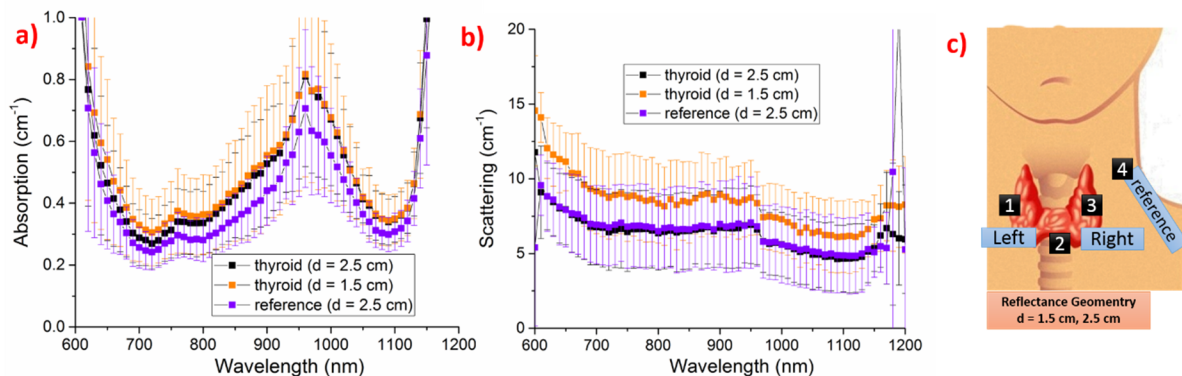 a)
Absorption (cm-1)
1.0
0.8
0.6
0.4
0.2
0.0
600 700 800 900 1000 1100 1200
Wavelength (nm)
thyroid (d = 2.5 cm)
thyroid (d = 1.5 cm)
reference (d = 2.5 cm)
b)
Scattering (cm-1)
20
15
10
5
0
600 700 800 900 1000 1100 1200
Wavelength (nm)
thyroid (d = 2.5 cm)
thyroid (d = 1.5 cm)
reference (d = 2.5 cm)
c)
4
reference
1
3
Left
Right
2
Reflectance Geomentry
d = 1.5 cm, 2.5 cm